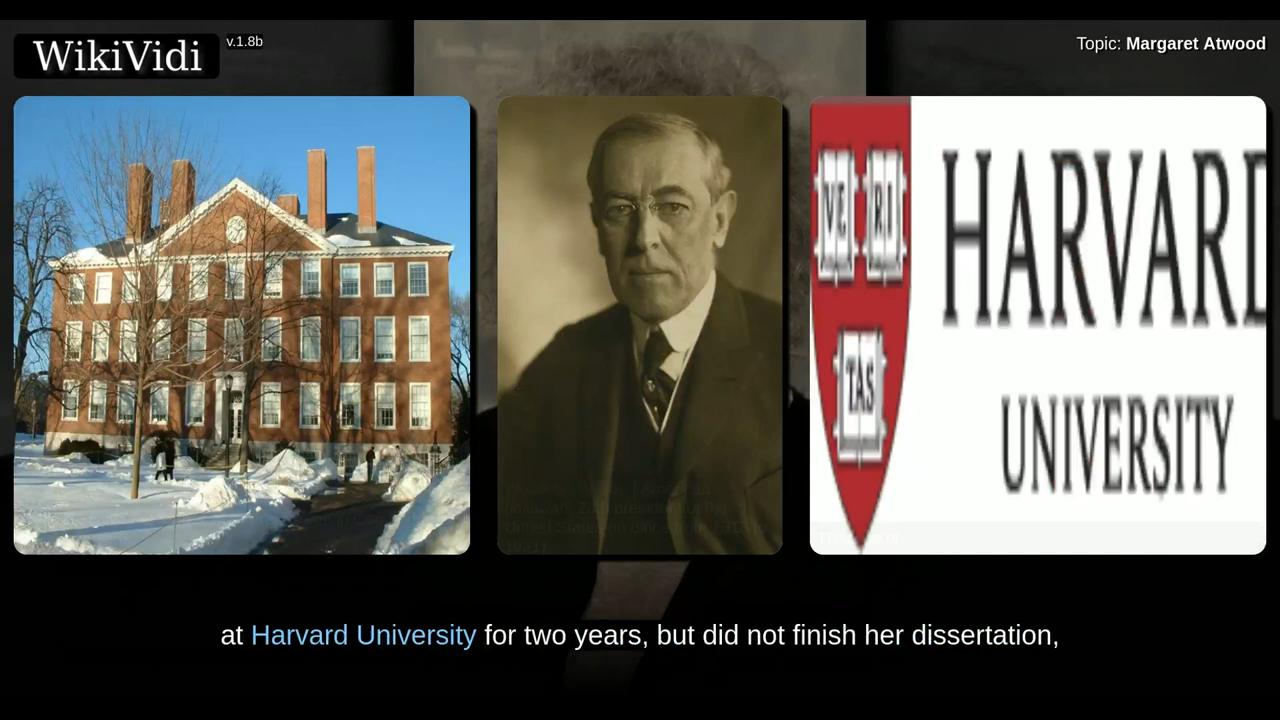 WikiVidi
v.1.8b
Topic: Margaret Atwood
VE RI
TAS
HARVARD
UNIVERSITY
at Harvard University for two years, but did not finish her dissertation,